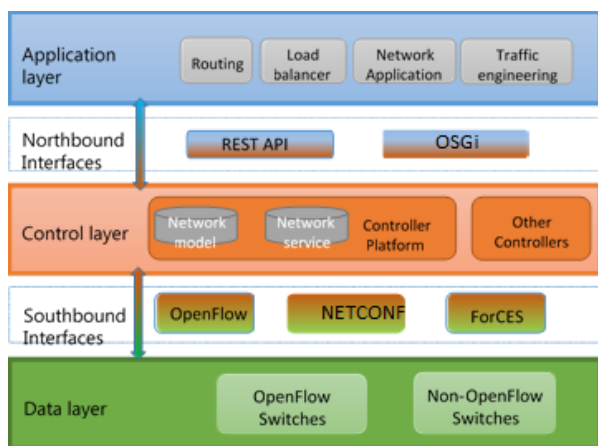 Application
layer
Routing
Load
balancer
Network
Application
Traffic
engineering
Northbound
Interfaces
REST API
OSGi
Control layer
Network
model
Network
service
Controller
Platform
Other
Controllers
Southbound
Interfaces
OpenFlow
NETCONF
ForCES
Data layer
OpenFlow
Switches
Non-OpenFlow
Switches